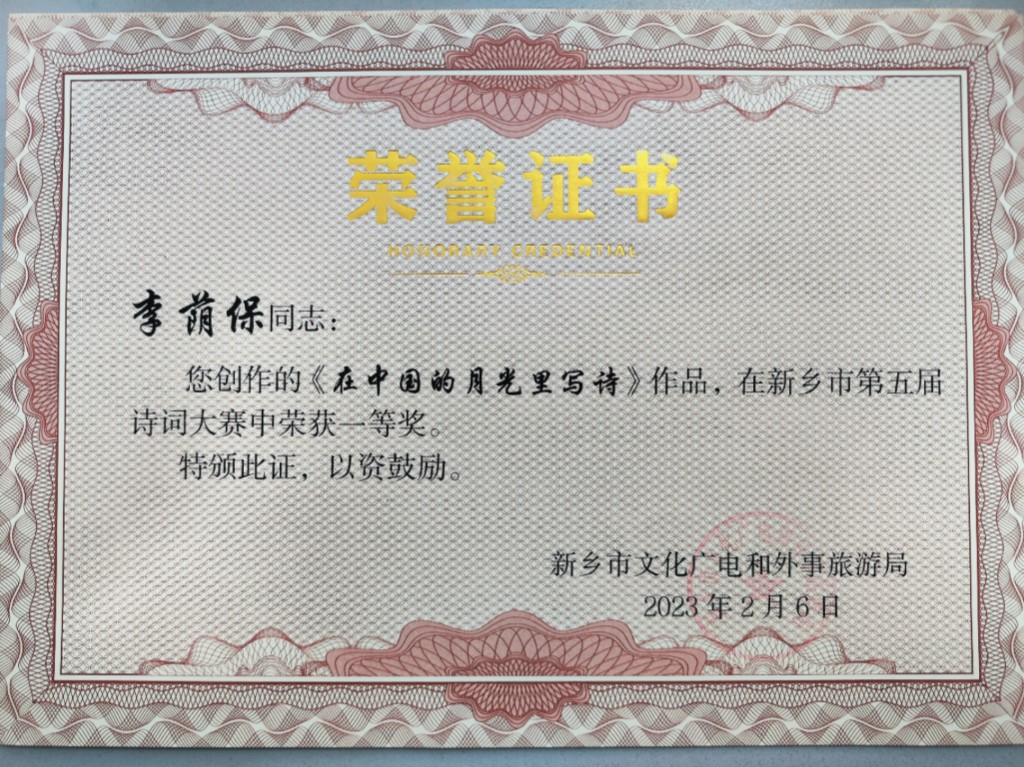 荣誉证书
HONORARY CREDENTIAL
李荫保同志：
您创作的《在中国的月光里写诗》作品，在新乡市第五届
诗词大赛中荣获一等奖。
特颁此证，以资鼓励。
新乡市文化广电和外事旅游局
2023年2月6日